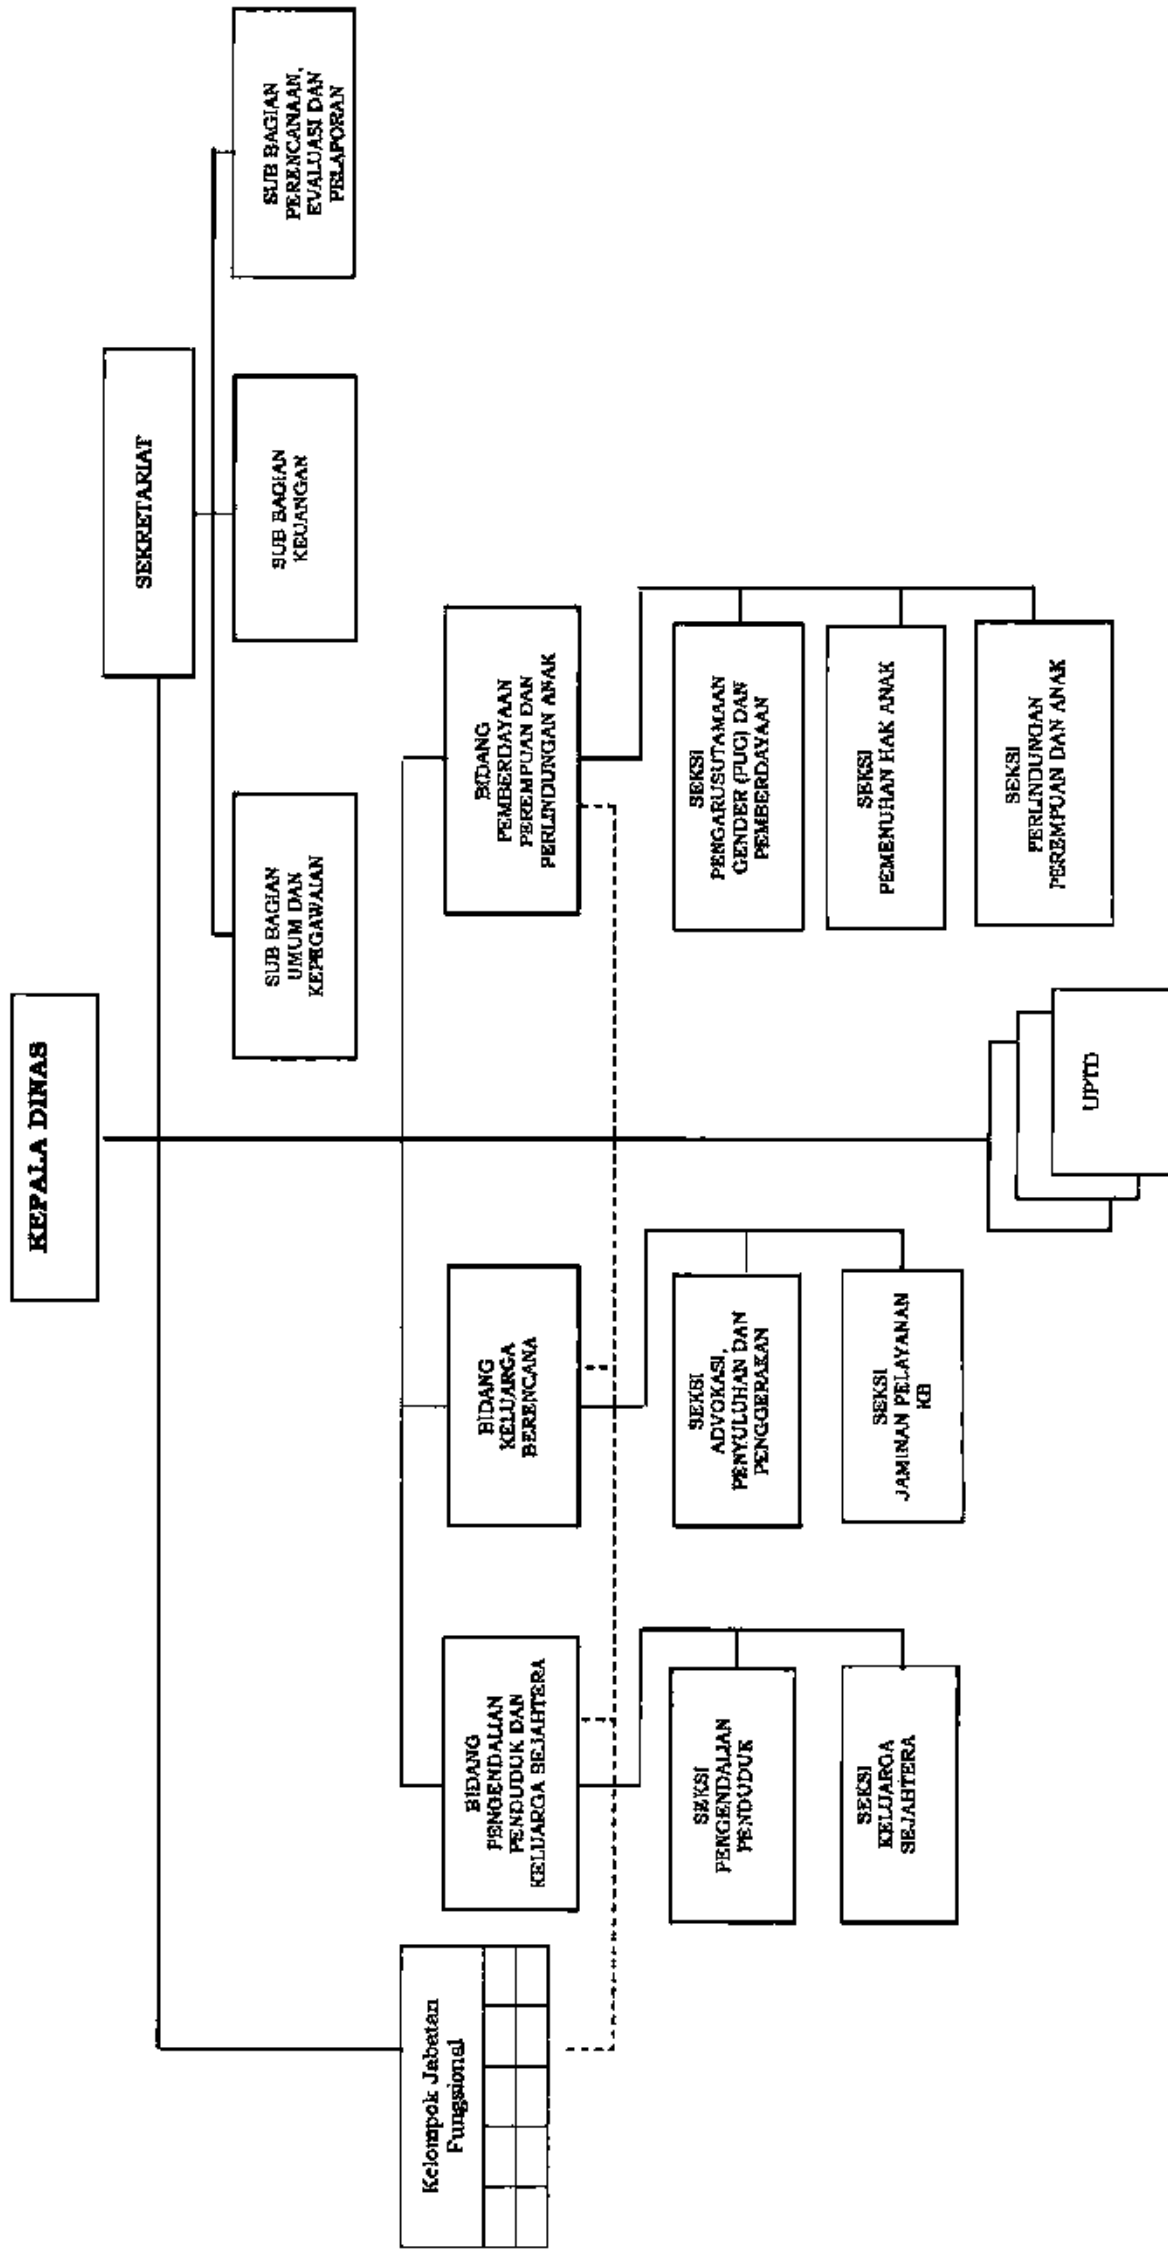 KEPALA DINAS
SEKRETARIAT
SUB BAGIAN
UMUM DAN
KEPEGAWAIAN
SUB BAGIAN
KEUANGAN
SUB BAGIAN
PERENCANAAN,
EVALUASI DAN
PELAPORAN
Kelompok Jabatan
Fungsional
BIDANG
PENGENDALIAN
PENDUDUK DAN
KELUARGA SEJAHTERA
BIDANG
KELUARGA
BERENCANA
BIDANG
PEMBERDAYAAN
PEREMPUAN DAN
PERLINDUNGAN ANAK
SEKSI
PENGENDALIAN
PENDUDUK
SEKSI
ADVOKASI,
PENYULUHAN DAN
PENGGERAKAN
SEKSI
PENGARUSUTAMAAN
GENDER (PUG) DAN
PEMBERDAYAAN
SEKSI
KELUARGA
SEJAHTERA
SEKSI
JAMINAN PELAYANAN
KB
SEKSI
PEMENUHAN HAK ANAK
SEKSI
PERLINDUNGAN
PEREMPUAN DAN ANAK
UPTD